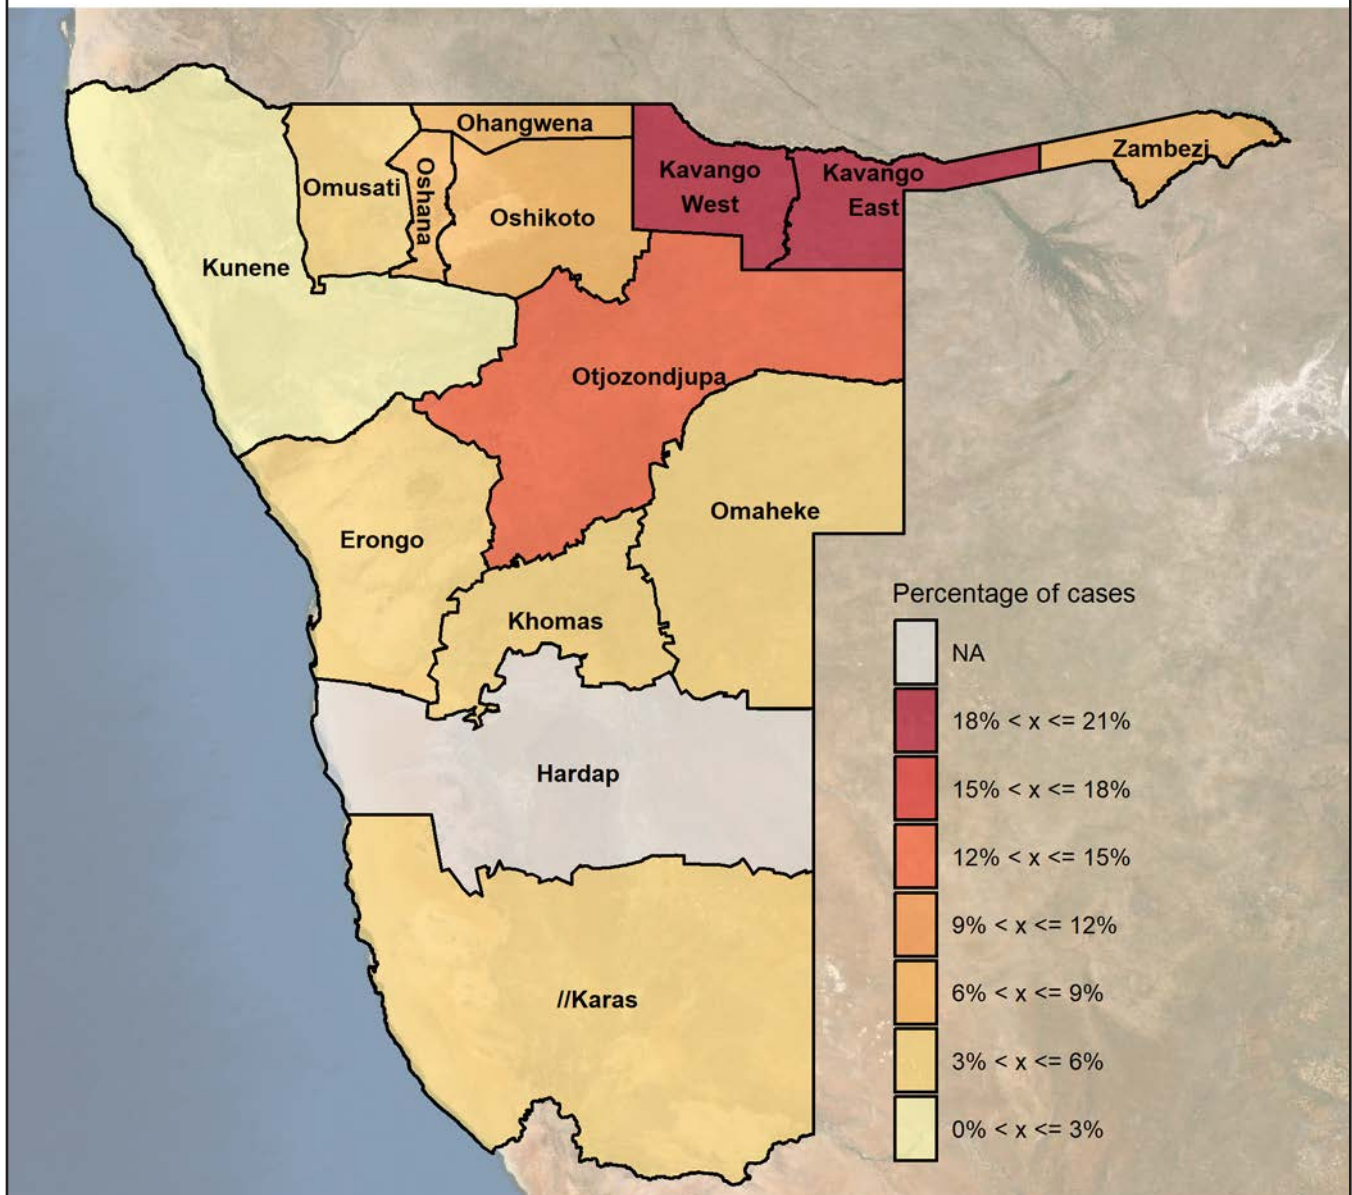 Ohangwena
Zambezi
Kavango
West
Kavango
East
Omusati
Oshana
Oshikoto
Kunene
Otjozondjupa
Omaheke
Erongo
Khomas
Hardap
//Karas
Percentage of cases
NA
18% < x <= 21%
15% < x <= 18%
12% < x <= 15%
9% < x <= 12%
6% < x <= 9%
3% < x <= 6%
0% < x <= 3%